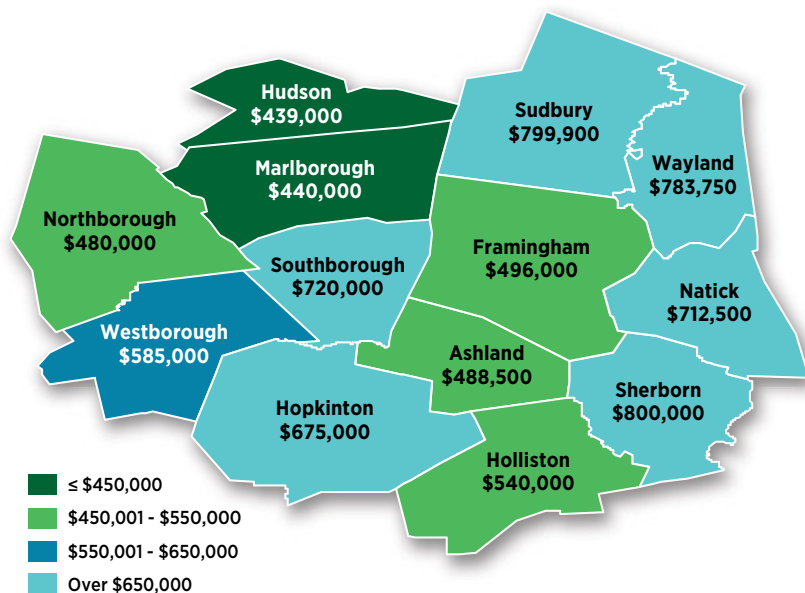 Hudson
$439,000
Sudbury
$799,900
Marlborough
$440,000
Wayland
$783,750
Northborough
$480,000
Southborough
$720,000
Framingham
$496,000
Natick
$712,500
Westborough
$585,000
Ashland
$488,500
Sherborn
$800,000
Hopkinton
$675,000
Holliston
$540,000
≤ $450,000
$450,001 - $550,000
$550,001 - $650,000
Over $650,000